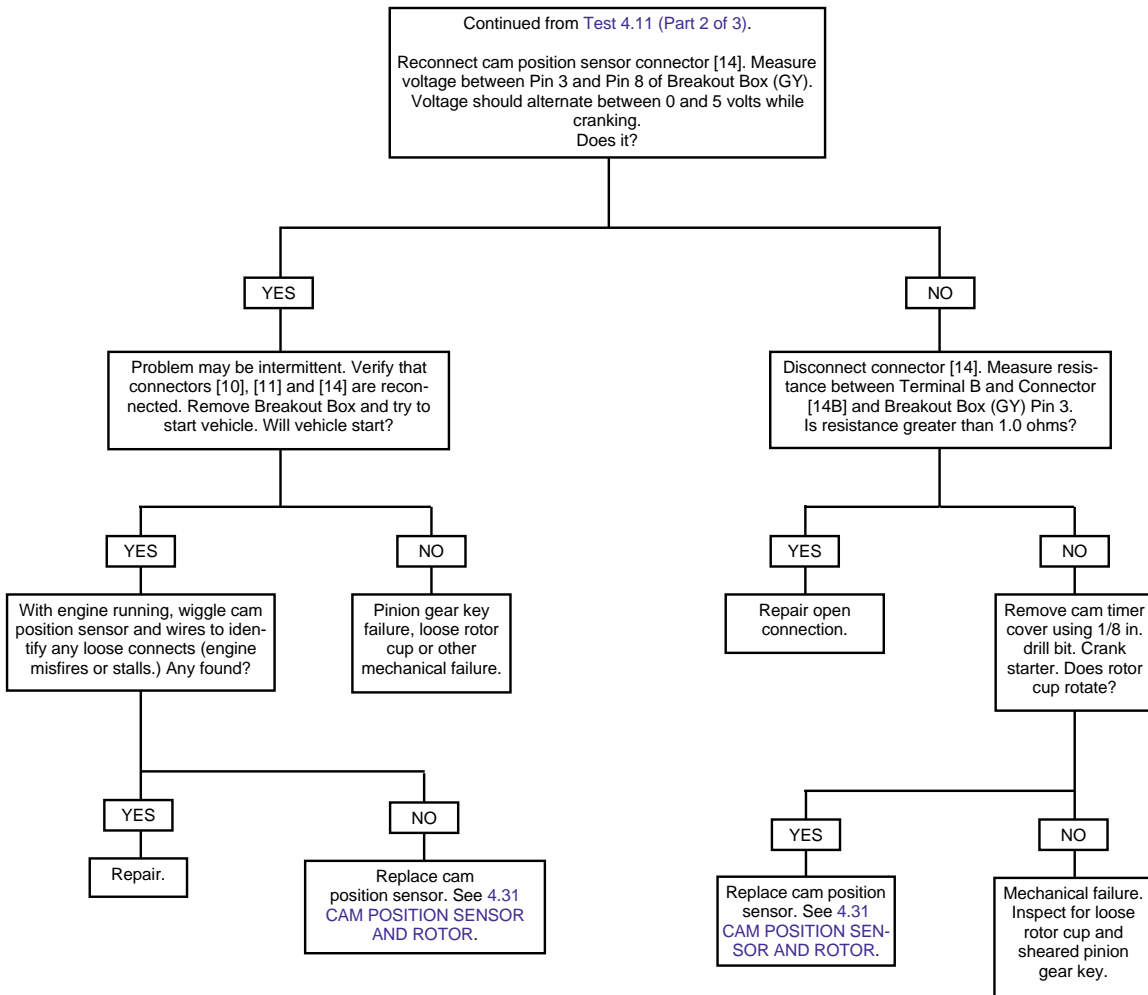 Continued from Test 4.11 (Part 2 of 3).
Reconnect cam position sensor connector [14]. Measure
voltage between Pin 3 and Pin 8 of Breakout Box (GY).
Voltage should alternate between 0 and 5 volts while
cranking.
Does it?
YES
NO
Problem may be intermittent. Verify that
connectors [10], [11] and [14] are recon-
nected. Remove Breakout Box and try to
start vehicle. Will vehicle start?
Disconnect connector [14]. Measure resis-
tance between Terminal B and Connector
[14B] and Breakout Box (GY) Pin 3.
Is resistance greater than 1.0 ohms?
YES
NO
YES
NO
With engine running, wiggle cam
position sensor and wires to iden-
tify any loose connects (engine
misfires or stalls.) Any found?
Pinion gear key
failure, loose rotor
cup or other
mechanical failure.
Repair open
connection.
Remove cam timer
cover using 1/8 in.
drill bit. Crank
starter. Does rotor
cup rotate?
YES
NO
YES
NO
Repair.
Replace cam
position sensor. See 4.31
CAM POSITION SENSOR
AND ROTOR.
Replace cam position
sensor. See 4.31
CAM POSITION SEN-
SOR AND ROTOR.
Mechanical failure.
Inspect for loose
rotor cup and
sheared pinion
gear key.